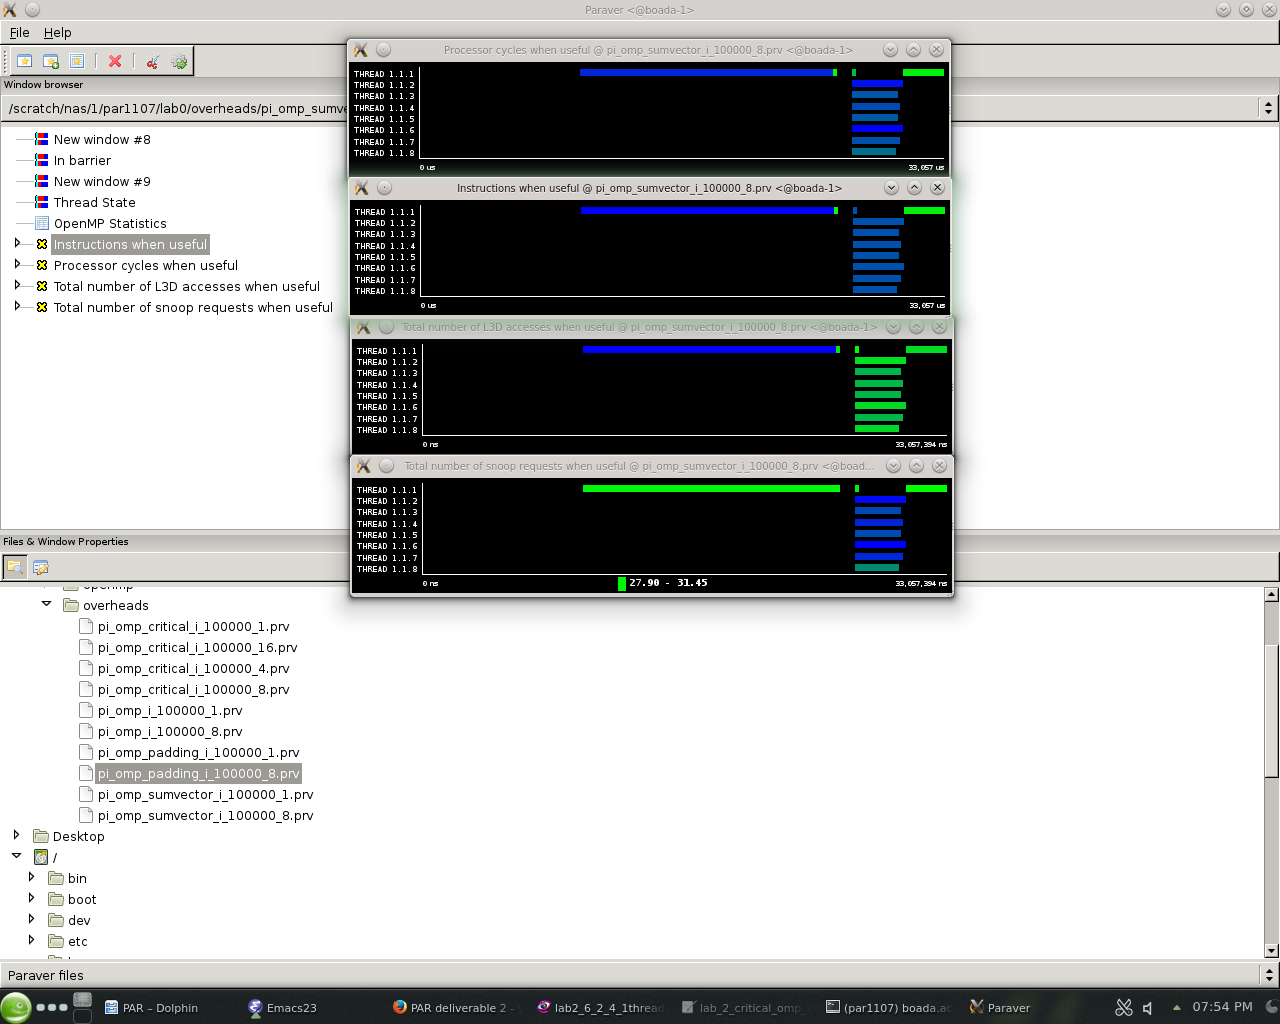 Paraver <@boada-1>
File Help
Window browser
/scratch/nas/1/par1107/lab0/overheads/pi_omp_sumve
New window #8
In barrier
New window #9
Thread State
OpenMP Statistics
Instructions when useful
Processor cycles when useful
Total number of L3D accesses when useful
Total number of snoop requests when useful
Processor cycles when useful @ pi_omp_sumvector_i_100000_8.prv <@boada-1>
THREAD 1.1.1
THREAD 1.1.2
THREAD 1.1.3
THREAD 1.1.4
THREAD 1.1.5
THREAD 1.1.6
THREAD 1.1.7
THREAD 1.1.8
0 us 33,057 us
Instructions when useful @ pi_omp_sumvector_i_100000_8.prv <@boada-1>
THREAD 1.1.1
THREAD 1.1.2
THREAD 1.1.3
THREAD 1.1.4
THREAD 1.1.5
THREAD 1.1.6
THREAD 1.1.7
THREAD 1.1.8
0 us 33,057 us
Total number of L3D accesses when useful @ pi_omp_sumvector_i_100000_8.prv <@boada-1>
THREAD 1.1.1
THREAD 1.1.2
THREAD 1.1.3
THREAD 1.1.4
THREAD 1.1.5
THREAD 1.1.6
THREAD 1.1.7
THREAD 1.1.8
0 ns 33,057,394 ns
Total number of snoop requests when useful @ pi_omp_sumvector_i_100000_8.prv <@boad...
THREAD 1.1.1
THREAD 1.1.2
THREAD 1.1.3
THREAD 1.1.4
THREAD 1.1.5
THREAD 1.1.6
THREAD 1.1.7
THREAD 1.1.8
0 ns 27.90 - 31.45 33,057,394 ns
Files & Window Properties
openmp
overheads
pi_omp_critical_i_100000_1.prv
pi_omp_critical_i_100000_16.prv
pi_omp_critical_i_100000_4.prv
pi_omp_critical_i_100000_8.prv
pi_omp_i_100000_1.prv
pi_omp_i_100000_8.prv
pi_omp_padding_i_100000_1.prv
pi_omp_padding_i_100000_8.prv
pi_omp_sumvector_i_100000_1.prv
pi_omp_sumvector_i_100000_8.prv
Desktop
/
bin
boot
dev
etc
Paraver files
PAR – Dolphin Emacs23 PAR deliverable 2 - lab2_6_2_4_1threa lab_2_critical_omp_ (par1107) boada.ac Paraver 07:54 PM